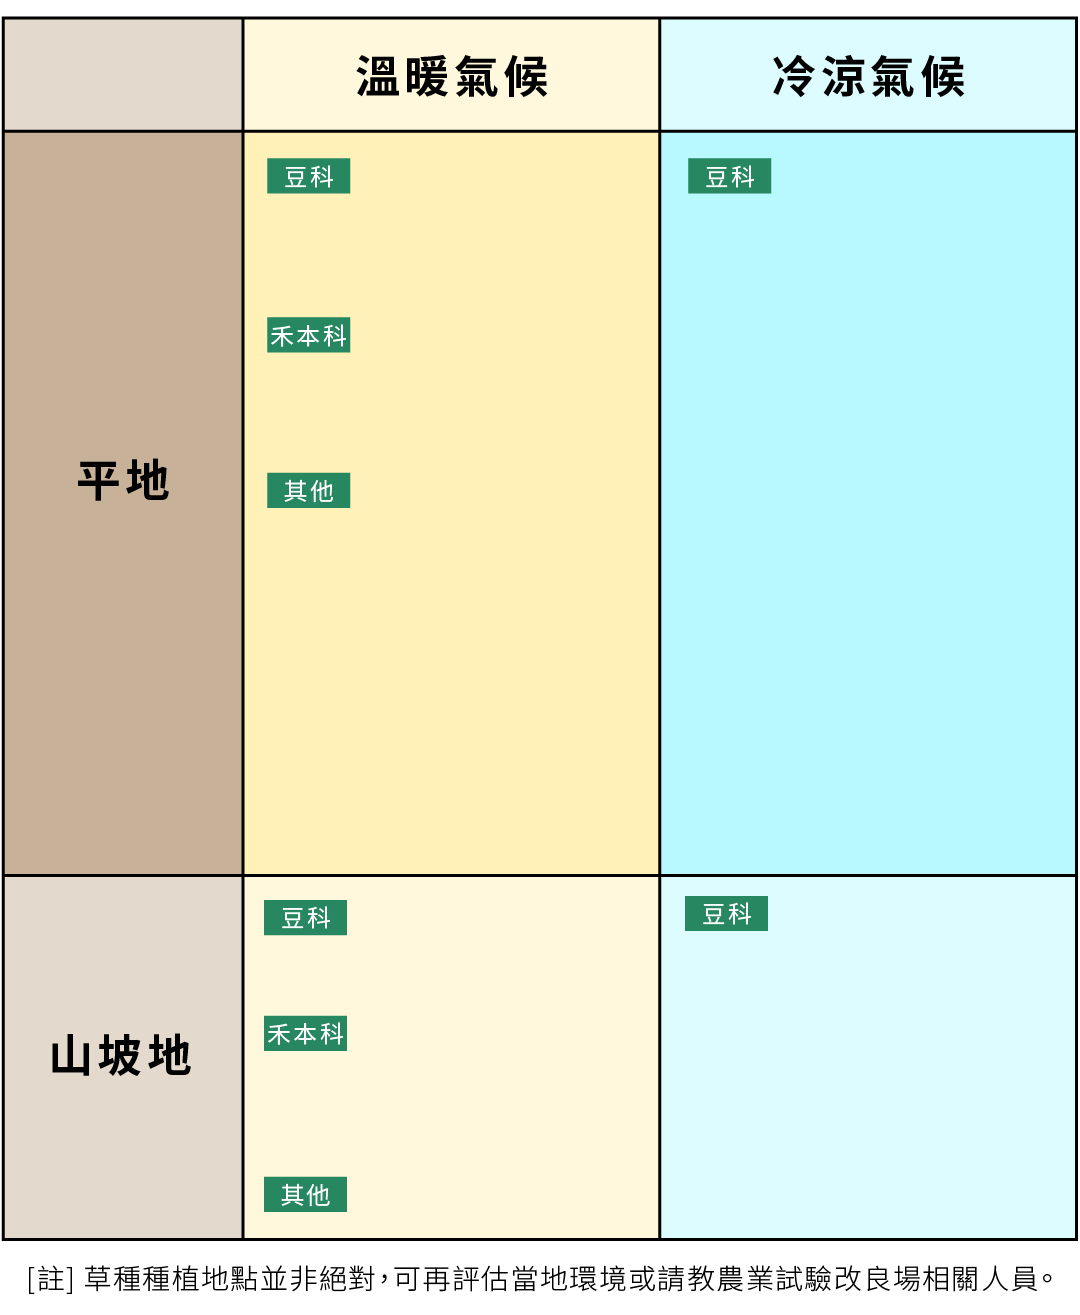 溫暖氣候
冷涼氣候
平地
豆科
禾本科
其他
豆科
山坡地
豆科
禾本科
其他
豆科
[註] 草種種植地點並非絕對，可再評估當地環境或請教農業試驗改良場相關人員。